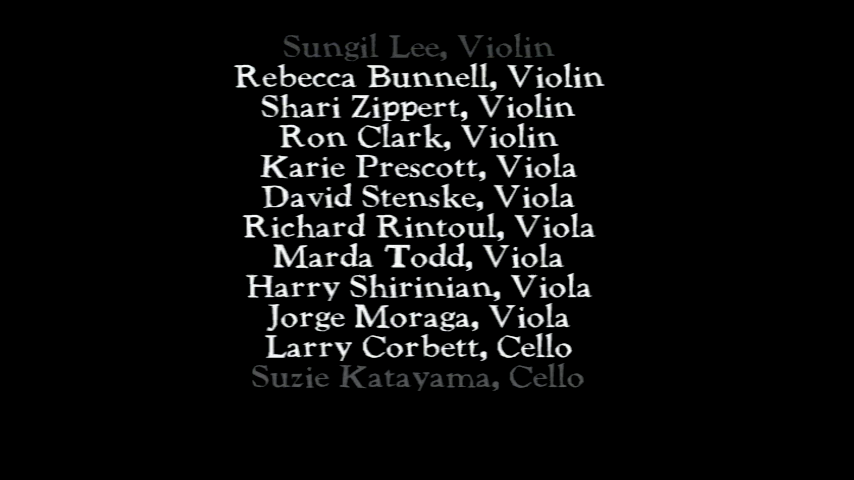 Sungil Lee, Violin
Rebecca Bunnell, Violin
Shari Zippert, Violin
Ron Clark, Violin
Karie Prescott, Viola
David Stenske, Viola
Richard Rintoul, Viola
Marda Todd, Viola
Harry Shirinian, Viola
Jorge Moraga, Viola
Larry Corbett, Cello
Suzie Katayama, Cello